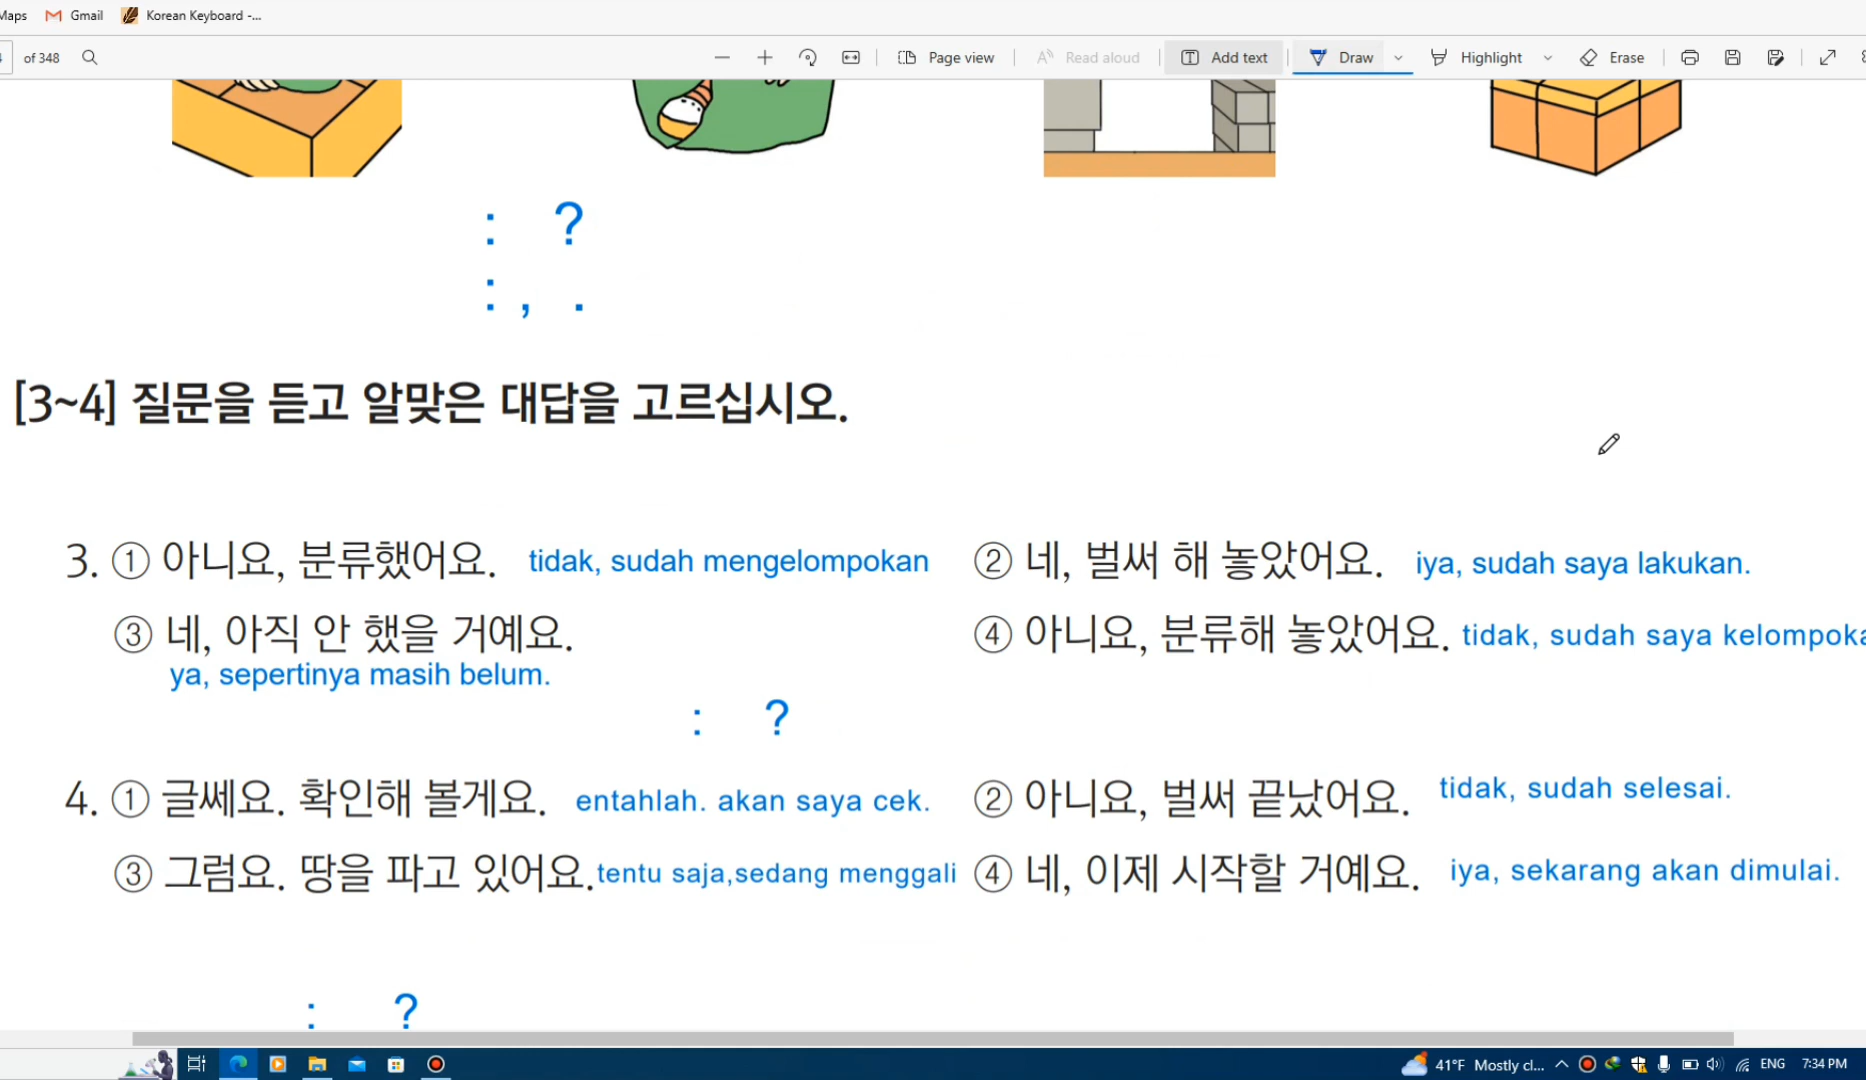 Maps Gmail Korean Keyboard -...
of 348 Page view Read aloud Add text Draw Highlight Erase
: ?
: , .
[3~4] 질문을 듣고 알맞은 대답을 고르십시오.
3. ① 아니요, 분류했어요. tidak, sudah mengelompokan ② 네, 벌써 해 놓았어요. iya, sudah saya lakukan.
③ 네, 아직 안 했을 거예요. ④ 아니요, 분류해 놓았어요. tidak, sudah saya
ya, sepertinya masih belum.
: ?
4. ① 글쎄요. 확인해 볼게요. entahlah. akan saya cek. ② 아니요, 벌써 끝났어요. tidak, sudah selesai.
③ 그럼요. 땅을 파고 있어요. tentu saja,sedang menggali ④ 네, 이제 시작할 거예요. iya, sekarang akan dimulai.
: ?
41°F Mostly cl... ENG 7:34 PM